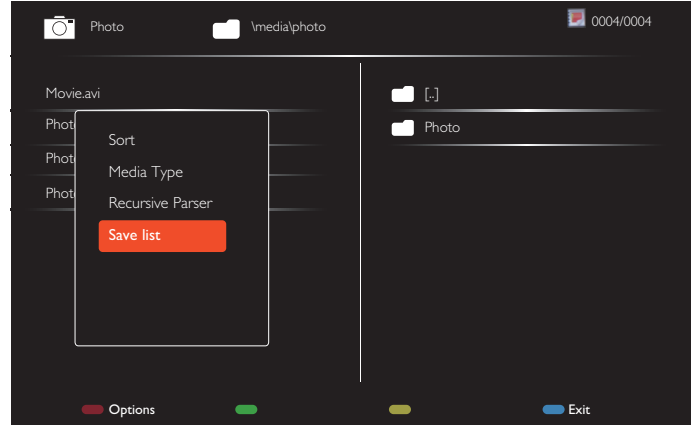 Photo
\media\photo
0004/0004
Movie.avi
[..]
Photo
Sort
Media Type
Recursive Parser
Save list
Options
Exit